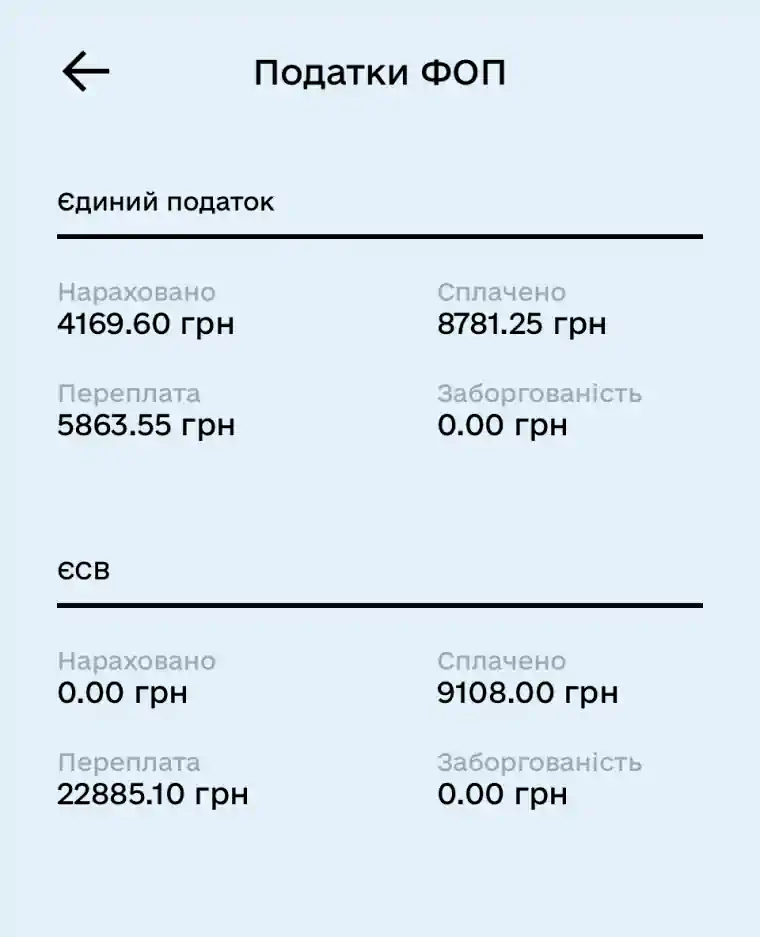 Податки ФОП
Єдиний податок
Нараховано
4169.60 грн
Сплачено
8781.25 грн
Переплата
5863.55 грн
Заборгованість
0.00 грн
ЄСВ
Нараховано
0.00 грн
Сплачено
9108.00 грн
Переплата
22885.10 грн
Заборгованість
0.00 грн